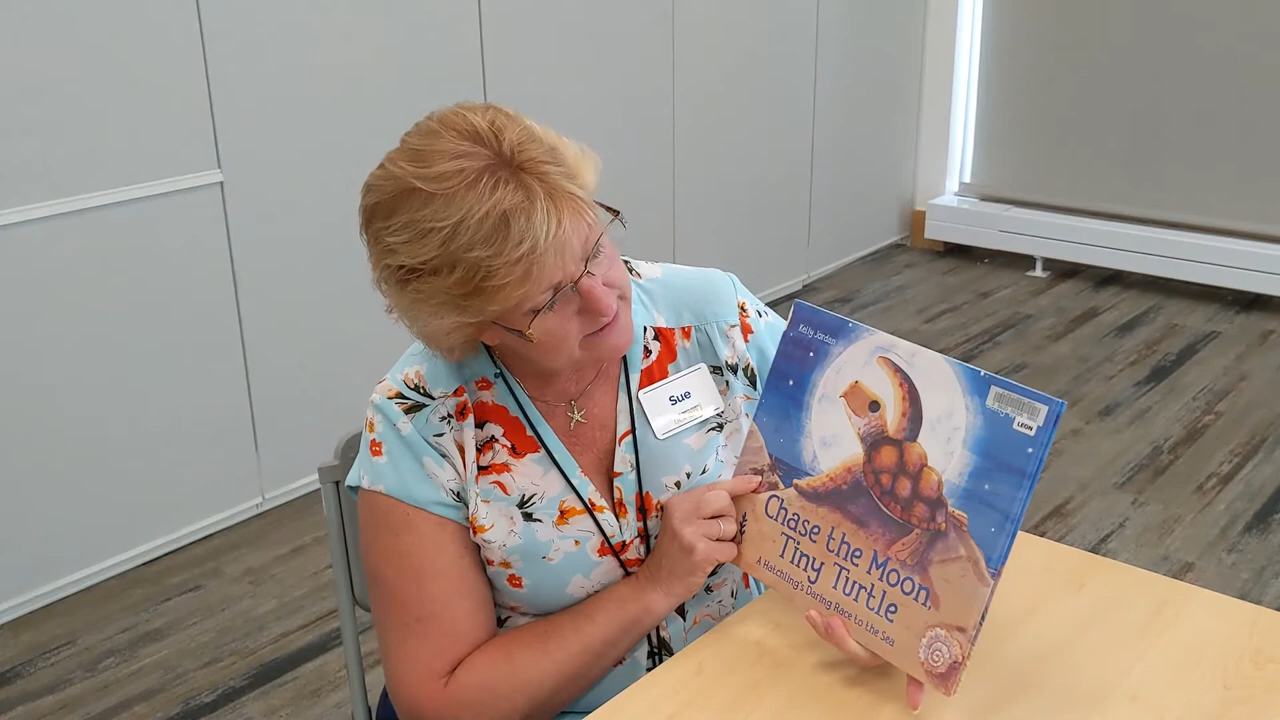 Sue
Kelly Jordan
LEON
Chase the Moon,
Tiny Turtle
A Hatchling's Daring Race to the Sea